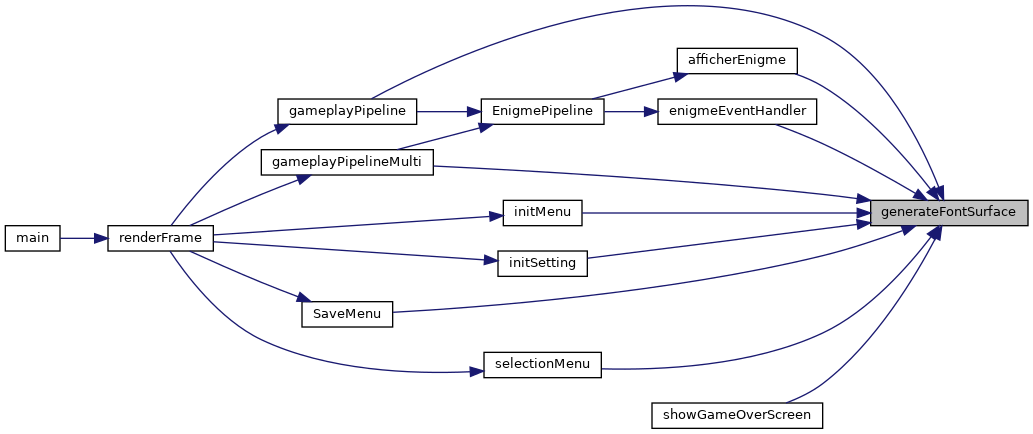 afficherEnigme
gameplayPipeline
EnigmePipeline
enigmeEventHandler
gameplayPipelineMulti
generateFontSurface
initMenu
main
renderFrame
initSetting
SaveMenu
selectionMenu
showGameOverScreen